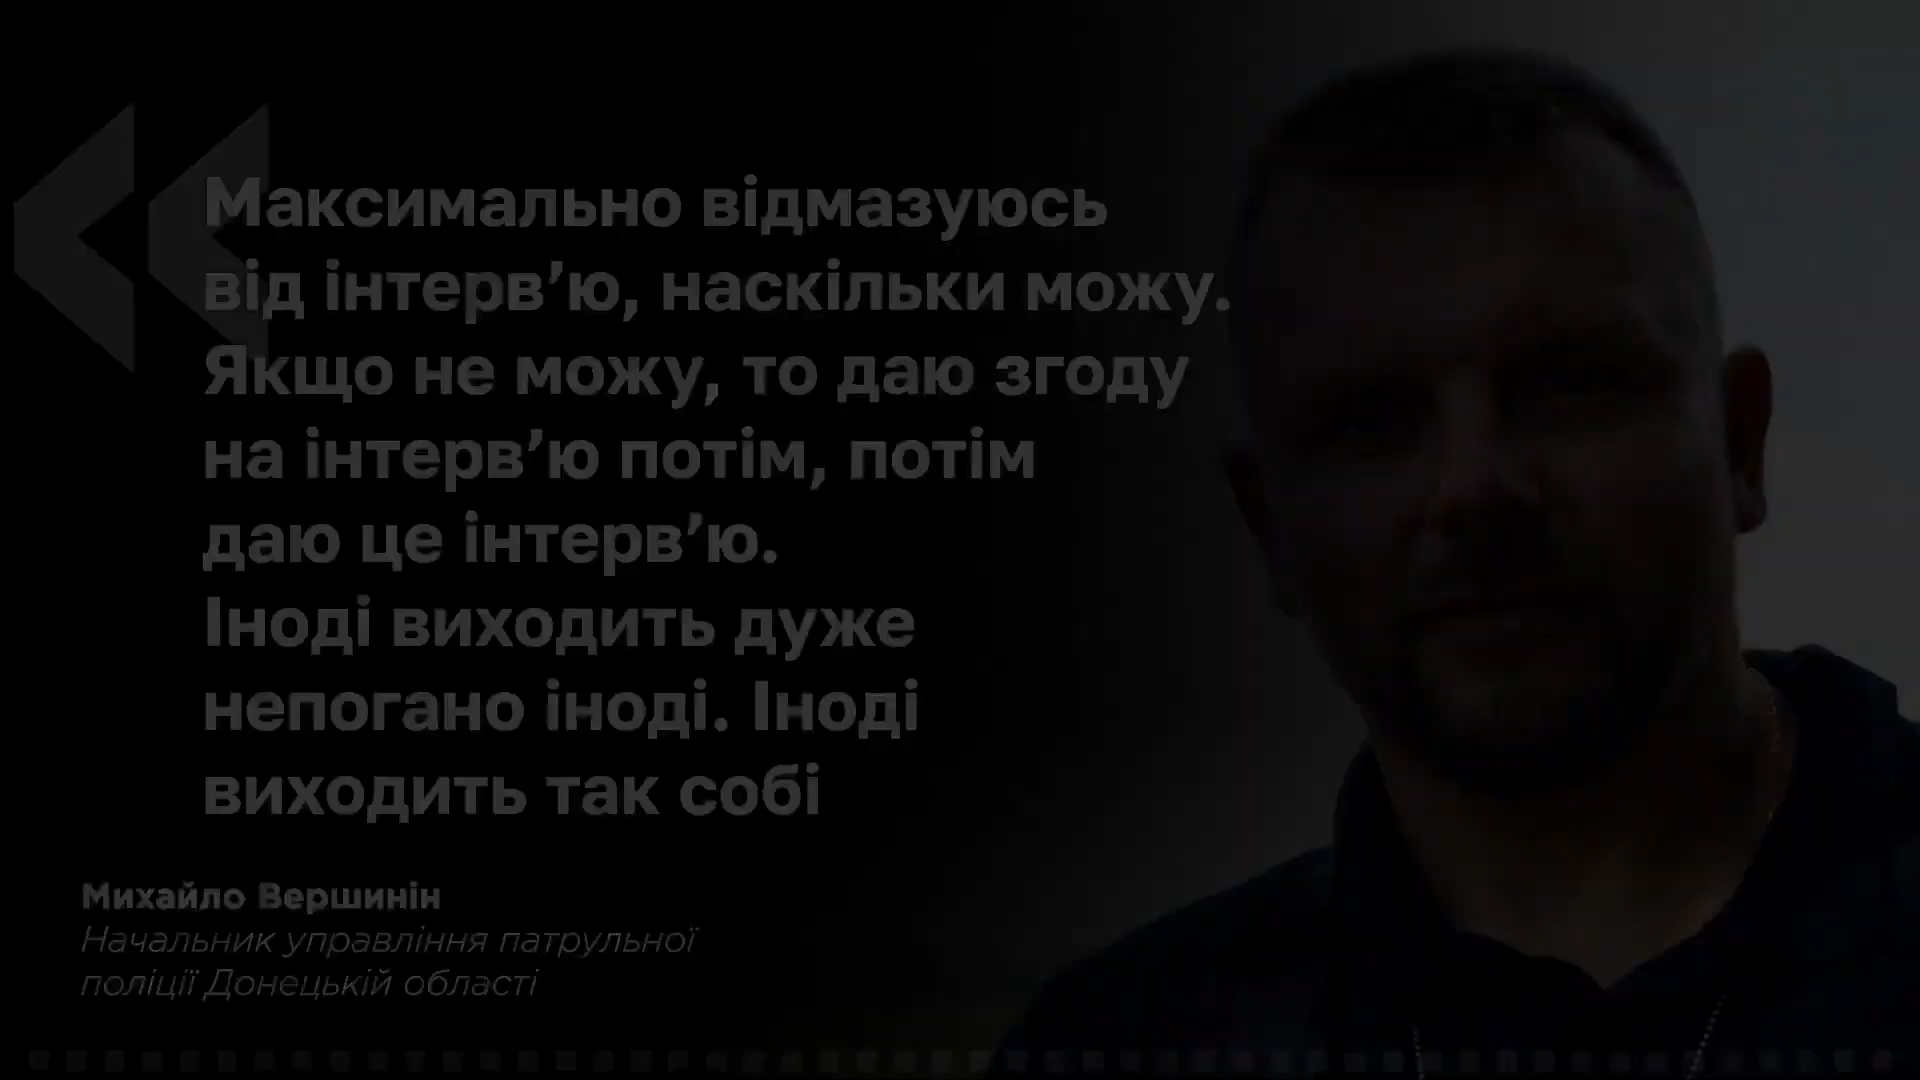 Максимально відмазуюсь
від інтерв’ю, наскільки можу.
Якщо не можу, то даю згоду
на інтерв’ю потім, потім
даю це інтерв’ю.
Іноді виходить дуже
непогано іноді. Іноді
виходить так собі
Михайло Вершинін
Начальник управління патрульної
поліції Донецькій області